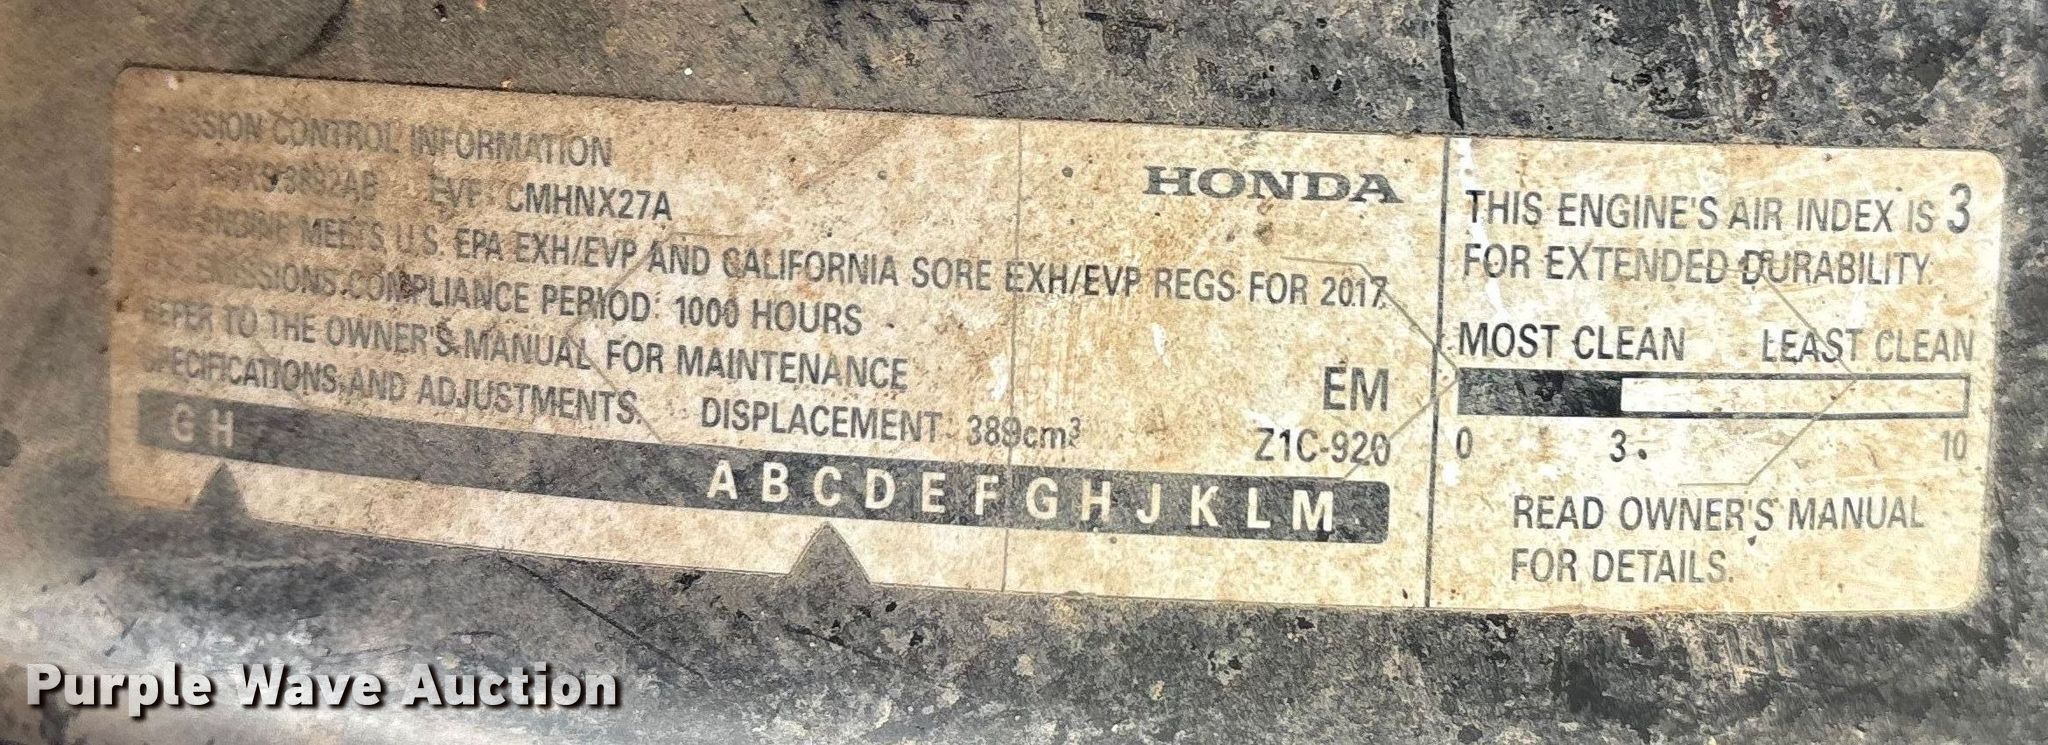 EMISSION CONTROL INFORMATION
EVF: CMHNX27A
THIS ENGINE MEETS U.S. EPA EXH/EVP AND CALIFORNIA SORE EXH/EVP REGS FOR 2017.
EMISSIONS COMPLIANCE PERIOD: 1000 HOURS
REFER TO THE OWNER'S MANUAL FOR MAINTENANCE
SPECIFICATIONS AND ADJUSTMENTS. DISPLACEMENT: 389cm³
G H
A B C D E F G H J K L M
HONDA
EM
Z1C-920
THIS ENGINE'S AIR INDEX IS 3
FOR EXTENDED DURABILITY.
MOST CLEAN LEAST CLEAN
0 3 10
READ OWNER'S MANUAL
FOR DETAILS.
Purple Wave Auction